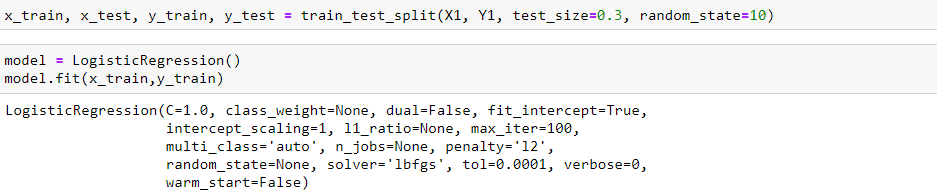 x_train, x_test, y_train, y_test = train_test_split(X1, Y1, test_size=0.3, random_state=10)
model = LogisticRegression()
model.fit(x_train,y_train)
LogisticRegression(C=1.0, class_weight=None, dual=False, fit_intercept=True,
intercept_scaling=1, l1_ratio=None, max_iter=100,
multi_class='auto', n_jobs=None, penalty='l2',
random_state=None, solver='lbfgs', tol=0.0001, verbose=0,
warm_start=False)